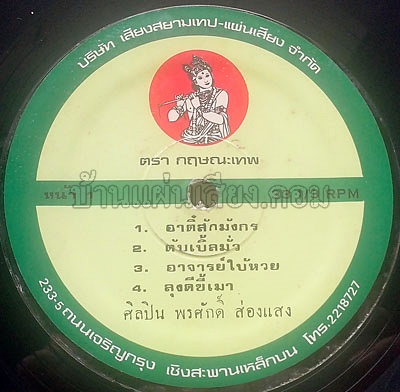 บริษัท เสียงสยามเทป-แผ่นเสียง จำกัด
ตรา กฤษณะเทพ
บ้านแผ่นเสียง.คอม
หน้า
33 1/3 RPM
1. อาตี๋สักมังกร
2. ตับเบิ้ลมั่ว
3. อาจารย์ใบ้หวย
4. ลุงดีขี้เมา
ศิลปิน พรศักดิ์ ส่องแสง
233-5 ถนนเจริญกรุง เชิงสะพานเหล็กบน โทร. 2218727